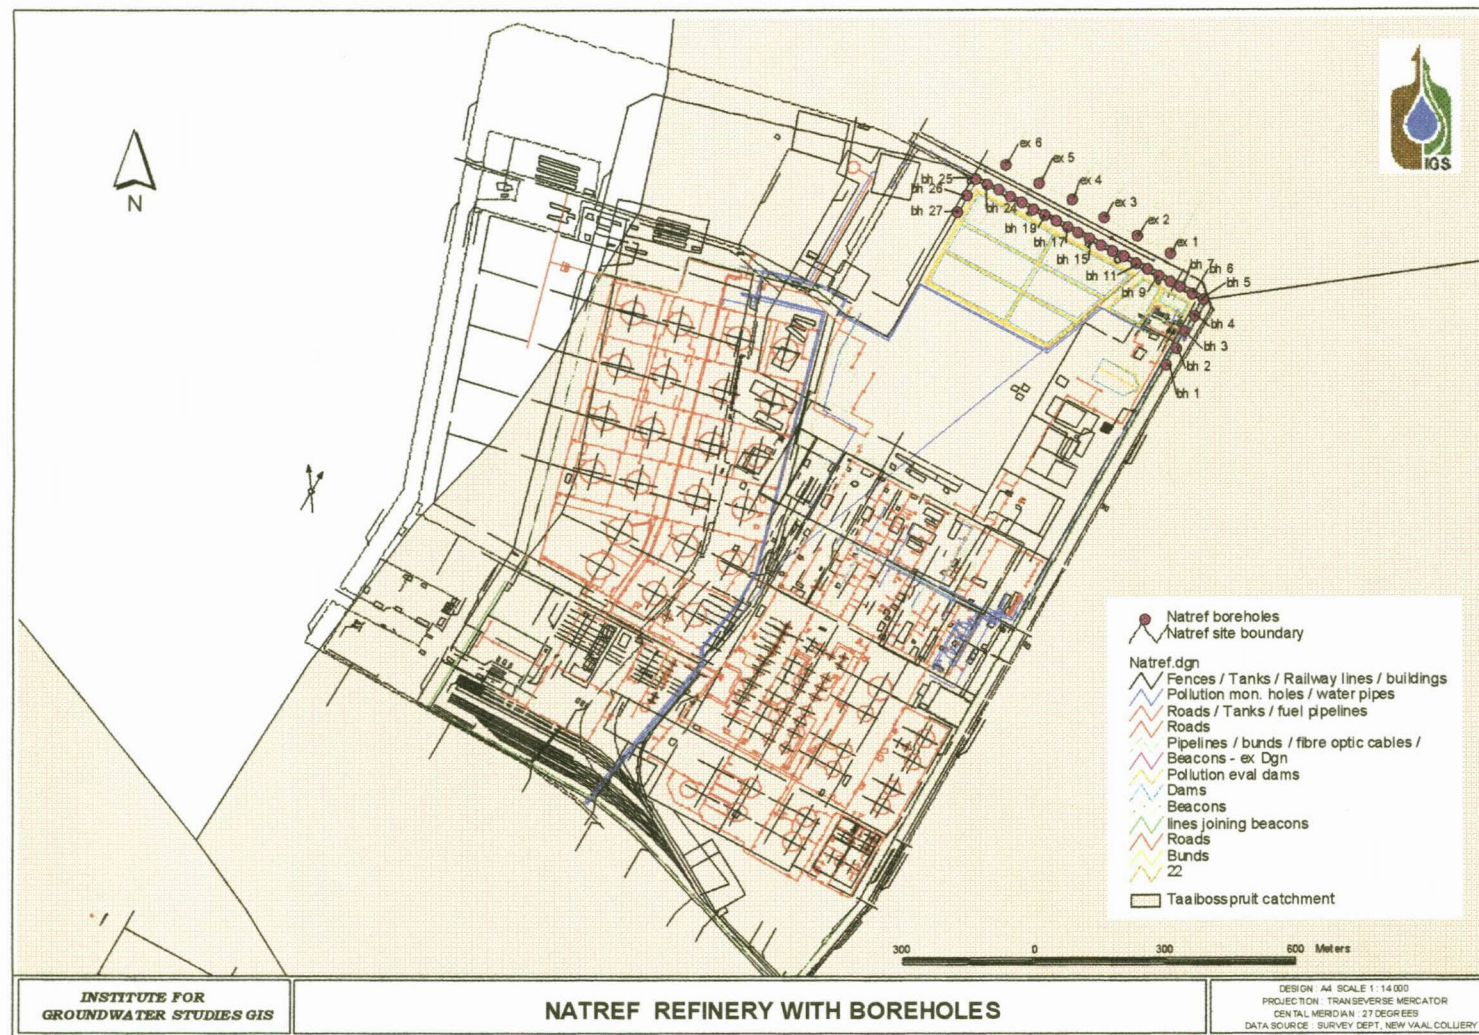 IGS
N
ex 6
ex 5
ex 4
ex 3
ex 2
ex 1
bh 25
bh 26
bh 27
bh 24
bh 19
bh 17
bh 15
bh 11
bh 9
bh 7
bh 6
bh 5
bh 4
bh 3
bh 2
bh 1
Natref boreholes
Natref site boundary
Natref.dgn
Fences / Tanks / Railway lines / buildings
Pollution mon. holes / water pipes
Roads / Tanks / fuel pipelines
Roads
Pipelines / bunds / fibre optic cables /
Beacons - ex Dgn
Pollution eval dams
Dams
Beacons
lines joining beacons
Roads
Bunds
22
Taaibosspruit catchment
300 0 300 600 Meters
INSTITUTE FOR
GROUNDWATER STUDIES GIS
NATREF REFINERY WITH BOREHOLES
DESIGN : A4 SCALE 1 : 14 000
PROJECTION : TRANSEVERSE MERCATOR
CENTAL MERIDIAN : 27 DEGREES
DATA SOURCE : SURVEY DEPT, NEW VAAL COLLIERY